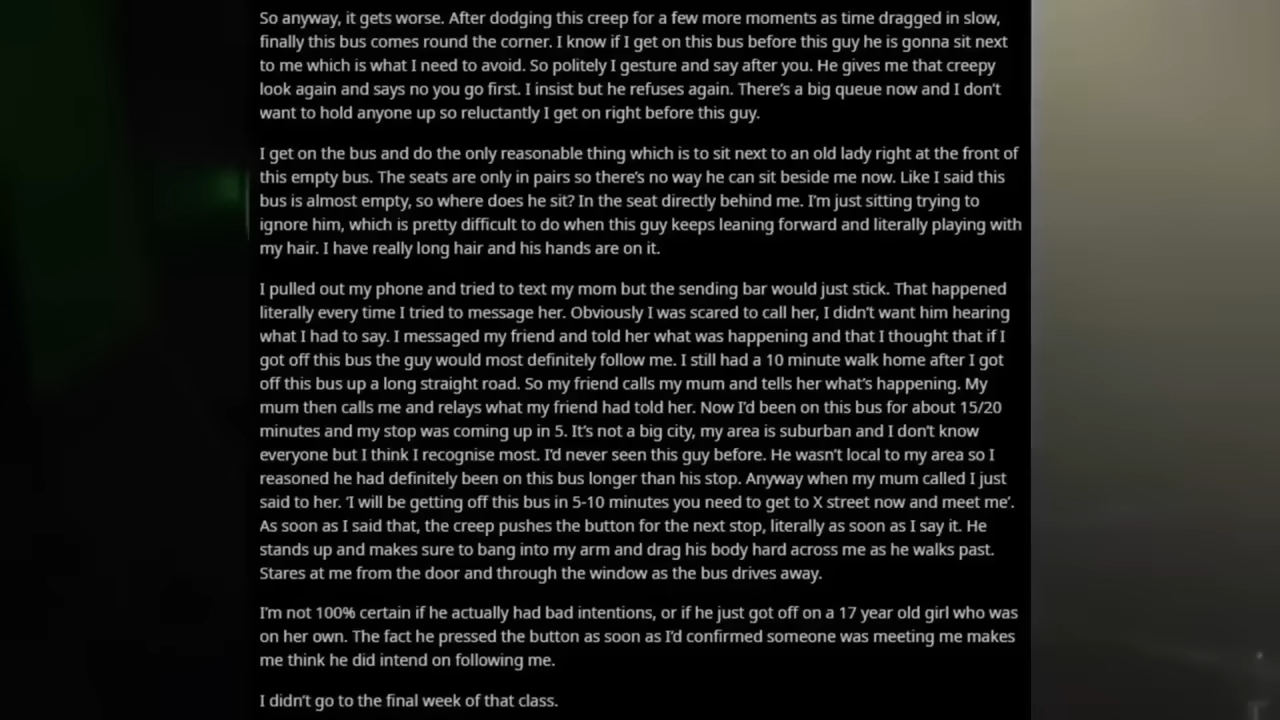 So anyway, it gets worse. After dodging this creep for a few more moments as time dragged in slow,
finally this bus comes round the corner. I know if I get on this bus before this guy he is gonna sit next
to me which is what I need to avoid. So politely I gesture and say after you. He gives me that creepy
look again and says no you go first. I insist but he refuses again. There's a big queue now and I don't
want to hold anyone up so reluctantly I get on right before this guy.
I get on the bus and do the only reasonable thing which is to sit next to an old lady right at the front of
this empty bus. The seats are only in pairs so there's no way he can sit beside me now. Like I said this
bus is almost empty, so where does he sit? In the seat directly behind me. I'm just sitting trying to
ignore him, which is pretty difficult to do when this guy keeps leaning forward and literally playing with
my hair. I have really long hair and his hands are on it.
I pulled out my phone and tried to text my mom but the sending bar would just stick. That happened
literally every time I tried to message her. Obviously I was scared to call her, I didn't want him hearing
what I had to say. I messaged my friend and told her what was happening and that I thought that if I
got off this bus the guy would most definitely follow me. I still had a 10 minute walk home after I got
off this bus up a long straight road. So my friend calls my mum and tells her what's happening. My
mum then calls me and relays what my friend had told her. Now I'd been on this bus for about 15/20
minutes and my stop was coming up in 5. It's not a big city, my area is suburban and I don't know
everyone but I think I recognise most. I'd never seen this guy before. He wasn't local to my area so I
reasoned he had definitely been on this bus longer than his stop. Anyway when my mum called I just
said to her. 'I will be getting off this bus in 5-10 minutes you need to get to X street now and meet me'.
As soon as I said that, the creep pushes the button for the next stop, literally as soon as I say it. He
stands up and makes sure to bang into my arm and drag his body hard across me as he walks past.
Stares at me from the door and through the window as the bus drives away.
I'm not 100% certain if he actually had bad intentions, or if he just got off on a 17 year old girl who was
on her own. The fact he pressed the button as soon as I'd confirmed someone was meeting me makes
me think he did intend on following me.
I didn't go to the final week of that class.